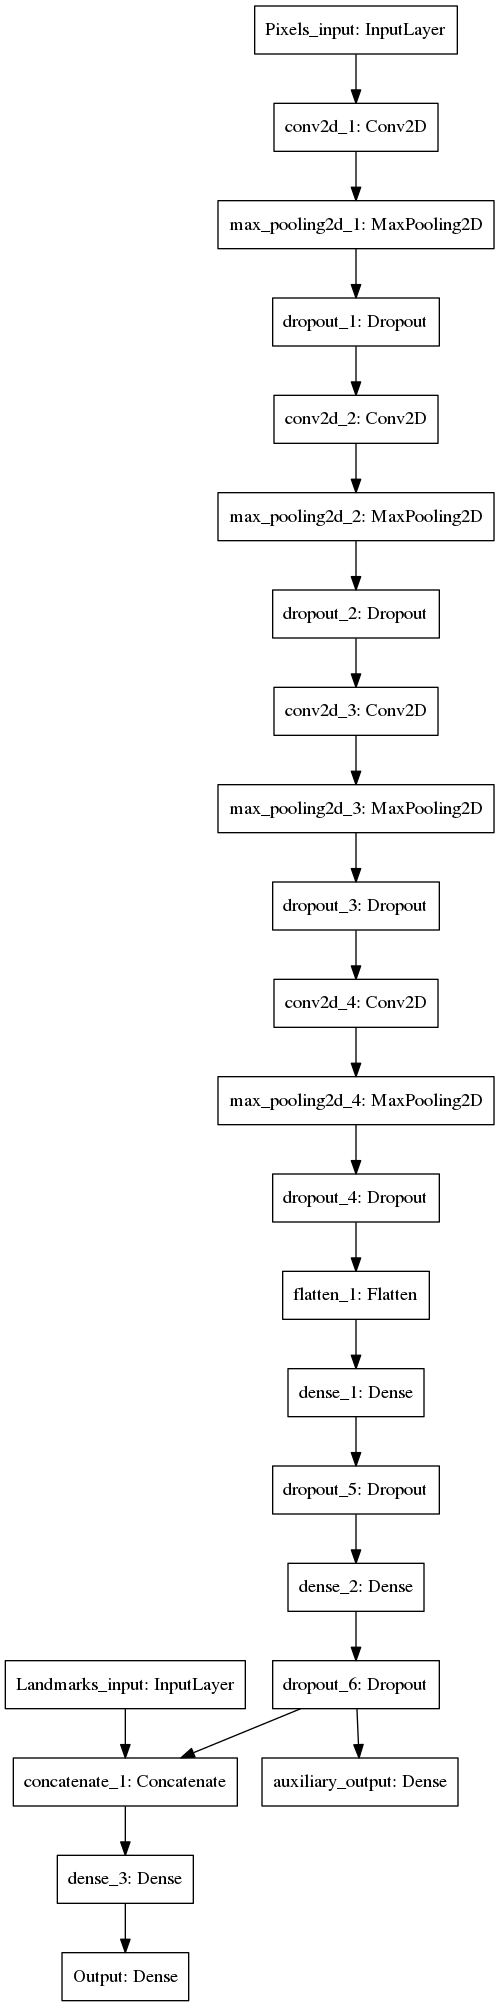 Pixels_input: InputLayer
conv2d_1: Conv2D
max_pooling2d_1: MaxPooling2D
dropout_1: Dropout
conv2d_2: Conv2D
max_pooling2d_2: MaxPooling2D
dropout_2: Dropout
conv2d_3: Conv2D
max_pooling2d_3: MaxPooling2D
dropout_3: Dropout
conv2d_4: Conv2D
max_pooling2d_4: MaxPooling2D
dropout_4: Dropout
flatten_1: Flatten
dense_1: Dense
dropout_5: Dropout
dense_2: Dense
Landmarks_input: InputLayer
dropout_6: Dropout
concatenate_1: Concatenate
auxiliary_output: Dense
dense_3: Dense
Output: Dense